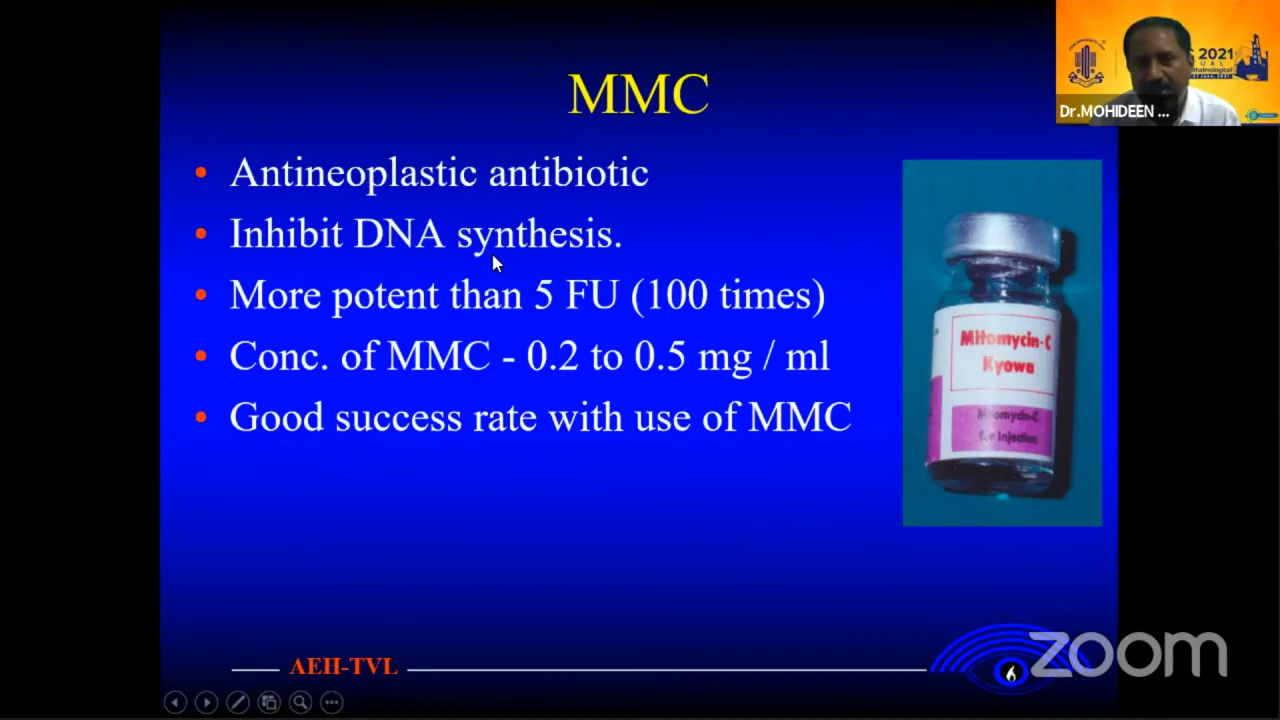 MMC
• Antineoplastic antibiotic
• Inhibit DNA synthesis.
• More potent than 5 FU (100 times)
• Conc. of MMC - 0.2 to 0.5 mg / ml
• Good success rate with use of MMC
Mitomycin-C
Kyowa
Mitomycin-C
for Injection
AEH-TVL
zoom
2021
UAL
Dr.MOHIDEEN ...